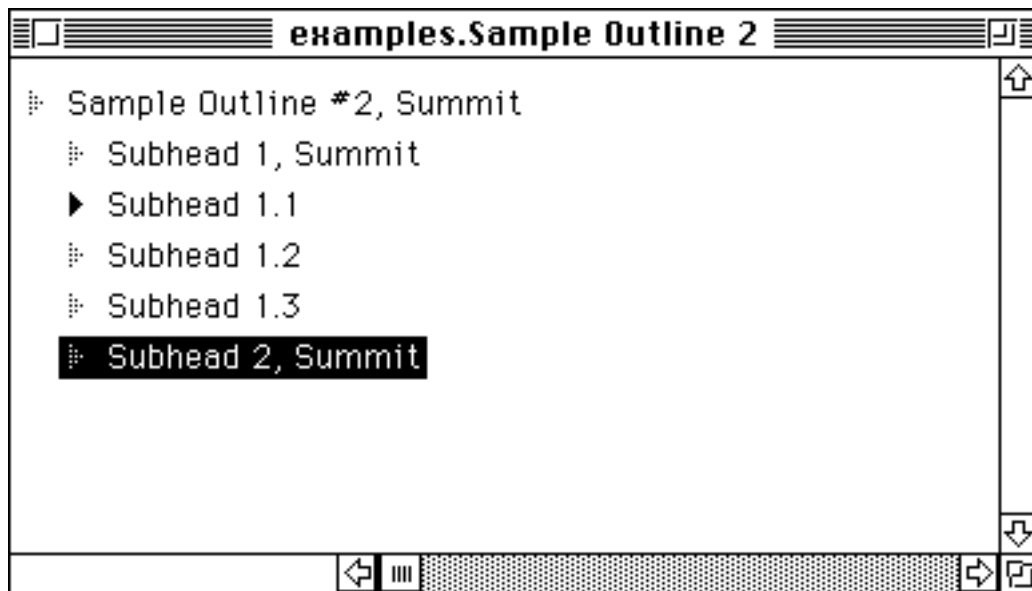 examples.Sample Outline 2
Sample Outline #2, Summit
Subhead 1, Summit
Subhead 1.1
Subhead 1.2
Subhead 1.3
Subhead 2, Summit